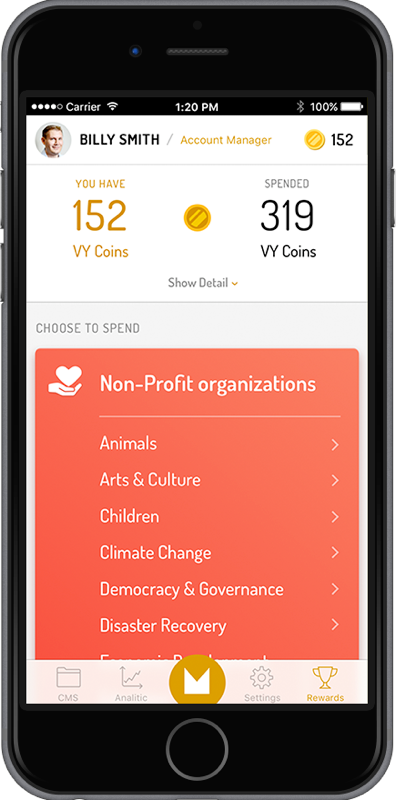 Carrier 1:20 PM 100%
BILLY SMITH / Account Manager 152
YOU HAVE SPENDED
152 319
VY Coins VY Coins
Show Detail
CHOOSE TO SPEND
Non-Profit organizations
Animals
Arts & Culture
Children
Climate Change
Democracy & Governance
Disaster Recovery
Economic Development
CMS Analitic Settings Rewards